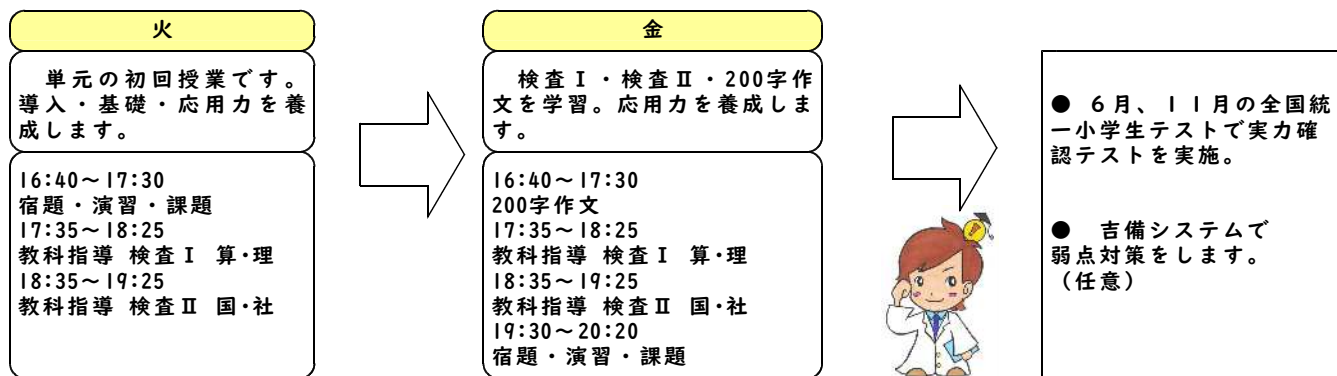 火
単元の初回授業です。
導入・基礎・応用力を養
成します。
16:40～17:30
宿題・演習・課題
17:35～18:25
教科指導 検査Ⅰ 算・理
18:35～19:25
教科指導 検査Ⅱ 国・社
金
検査Ⅰ・検査Ⅱ・200字作
文を学習。応用力を養成しま
す。
16:40～17:30
200字作文
17:35～18:25
教科指導 検査Ⅰ 算・理
18:35～19:25
教科指導 検査Ⅱ 国・社
19:30～20:20
宿題・演習・課題
● 6月、11月の全国統
一小学生テストで実力確
認テストを実施。
● 吉備システムで
弱点対策をします。
（任意）